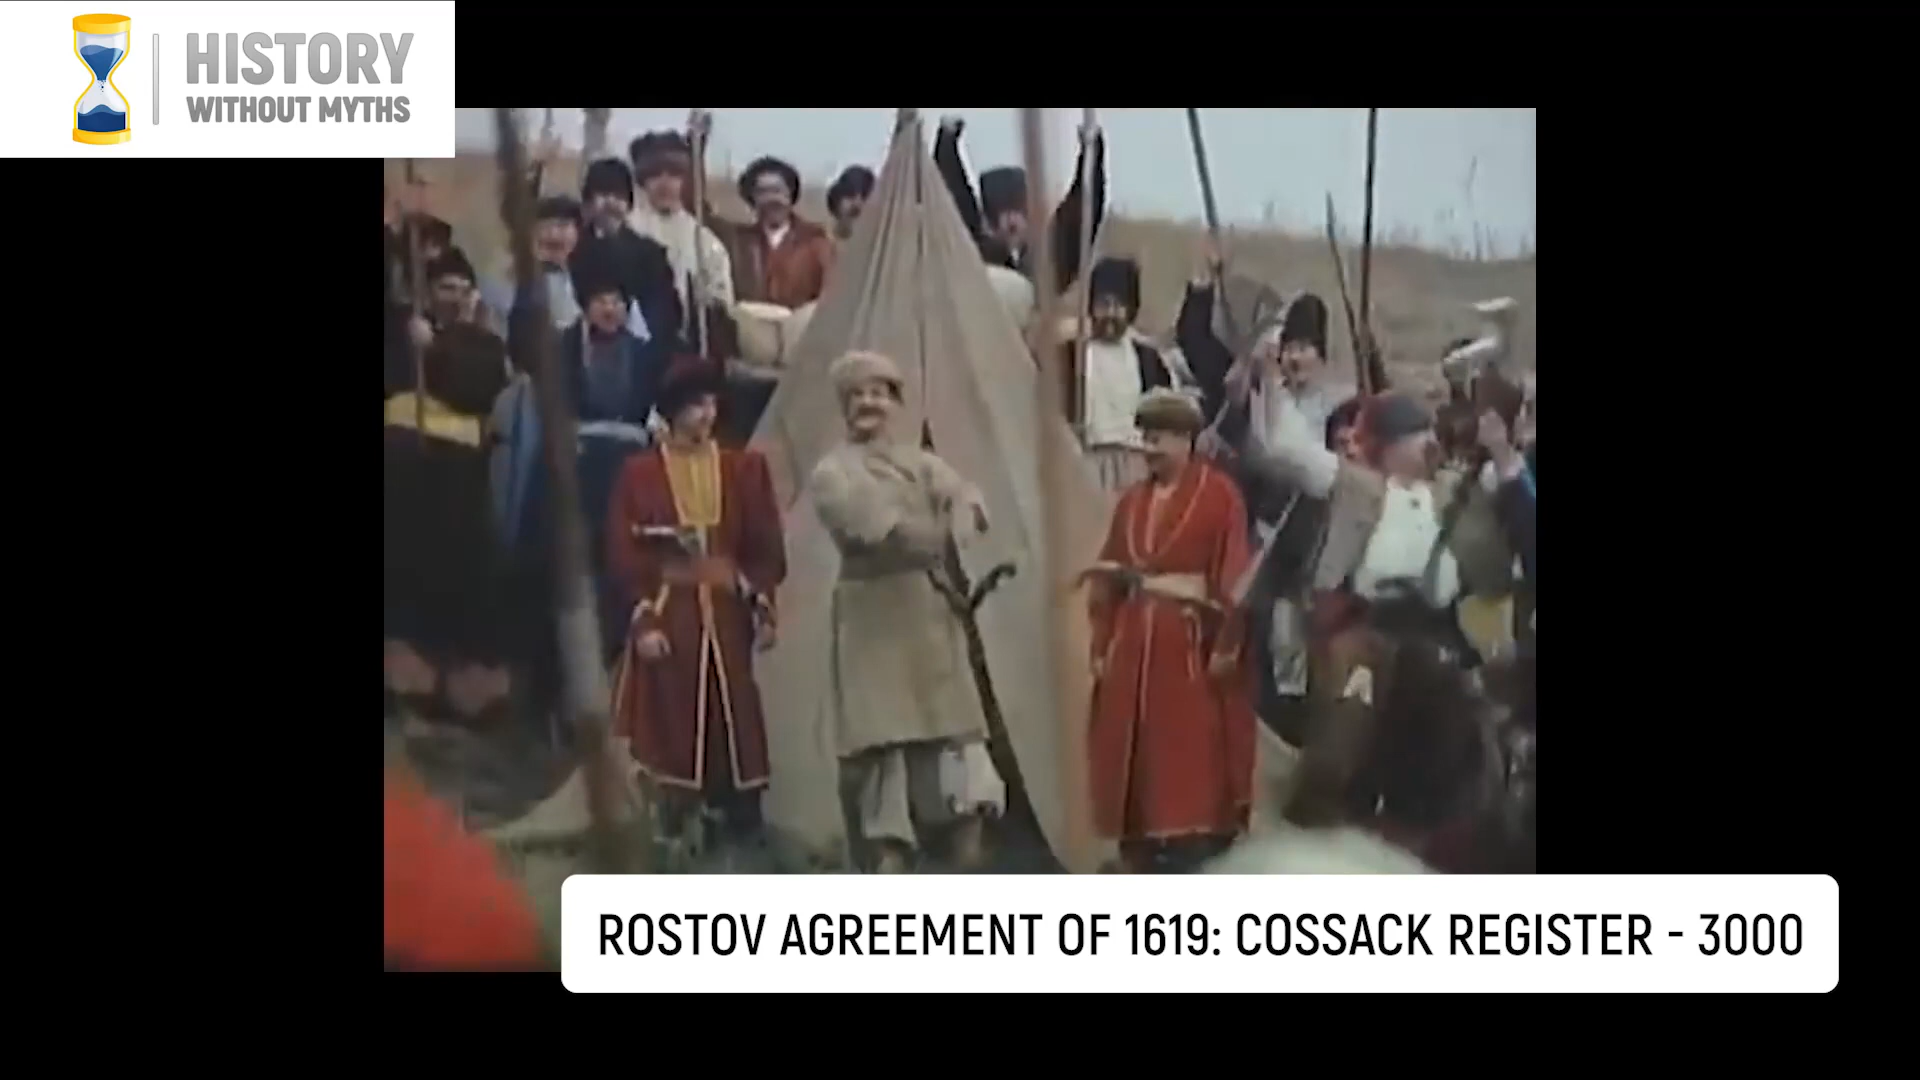 HISTORY
WITHOUT MYTHS
ROSTOV AGREEMENT OF 1619: COSSACK REGISTER - 3000